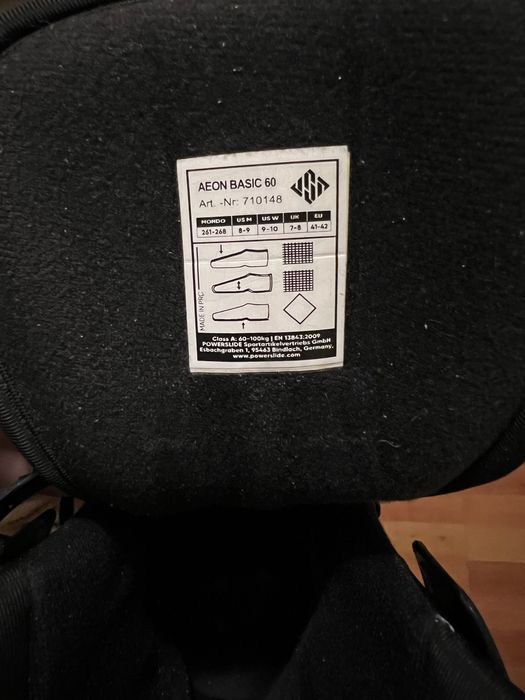 AEON BASIC 60
Art. -Nr: 710148
MONDO US M US W UK EU
261-268 8-9 9-10 7-8 41-42
MADE IN PRC
Class A: 60-100kg | EN 13843:2009
POWERSLIDE Sportartikelvertriebs GmbH
Esbachgraben 1, 95463 Bindlach, Germany,
www.powerslide.com